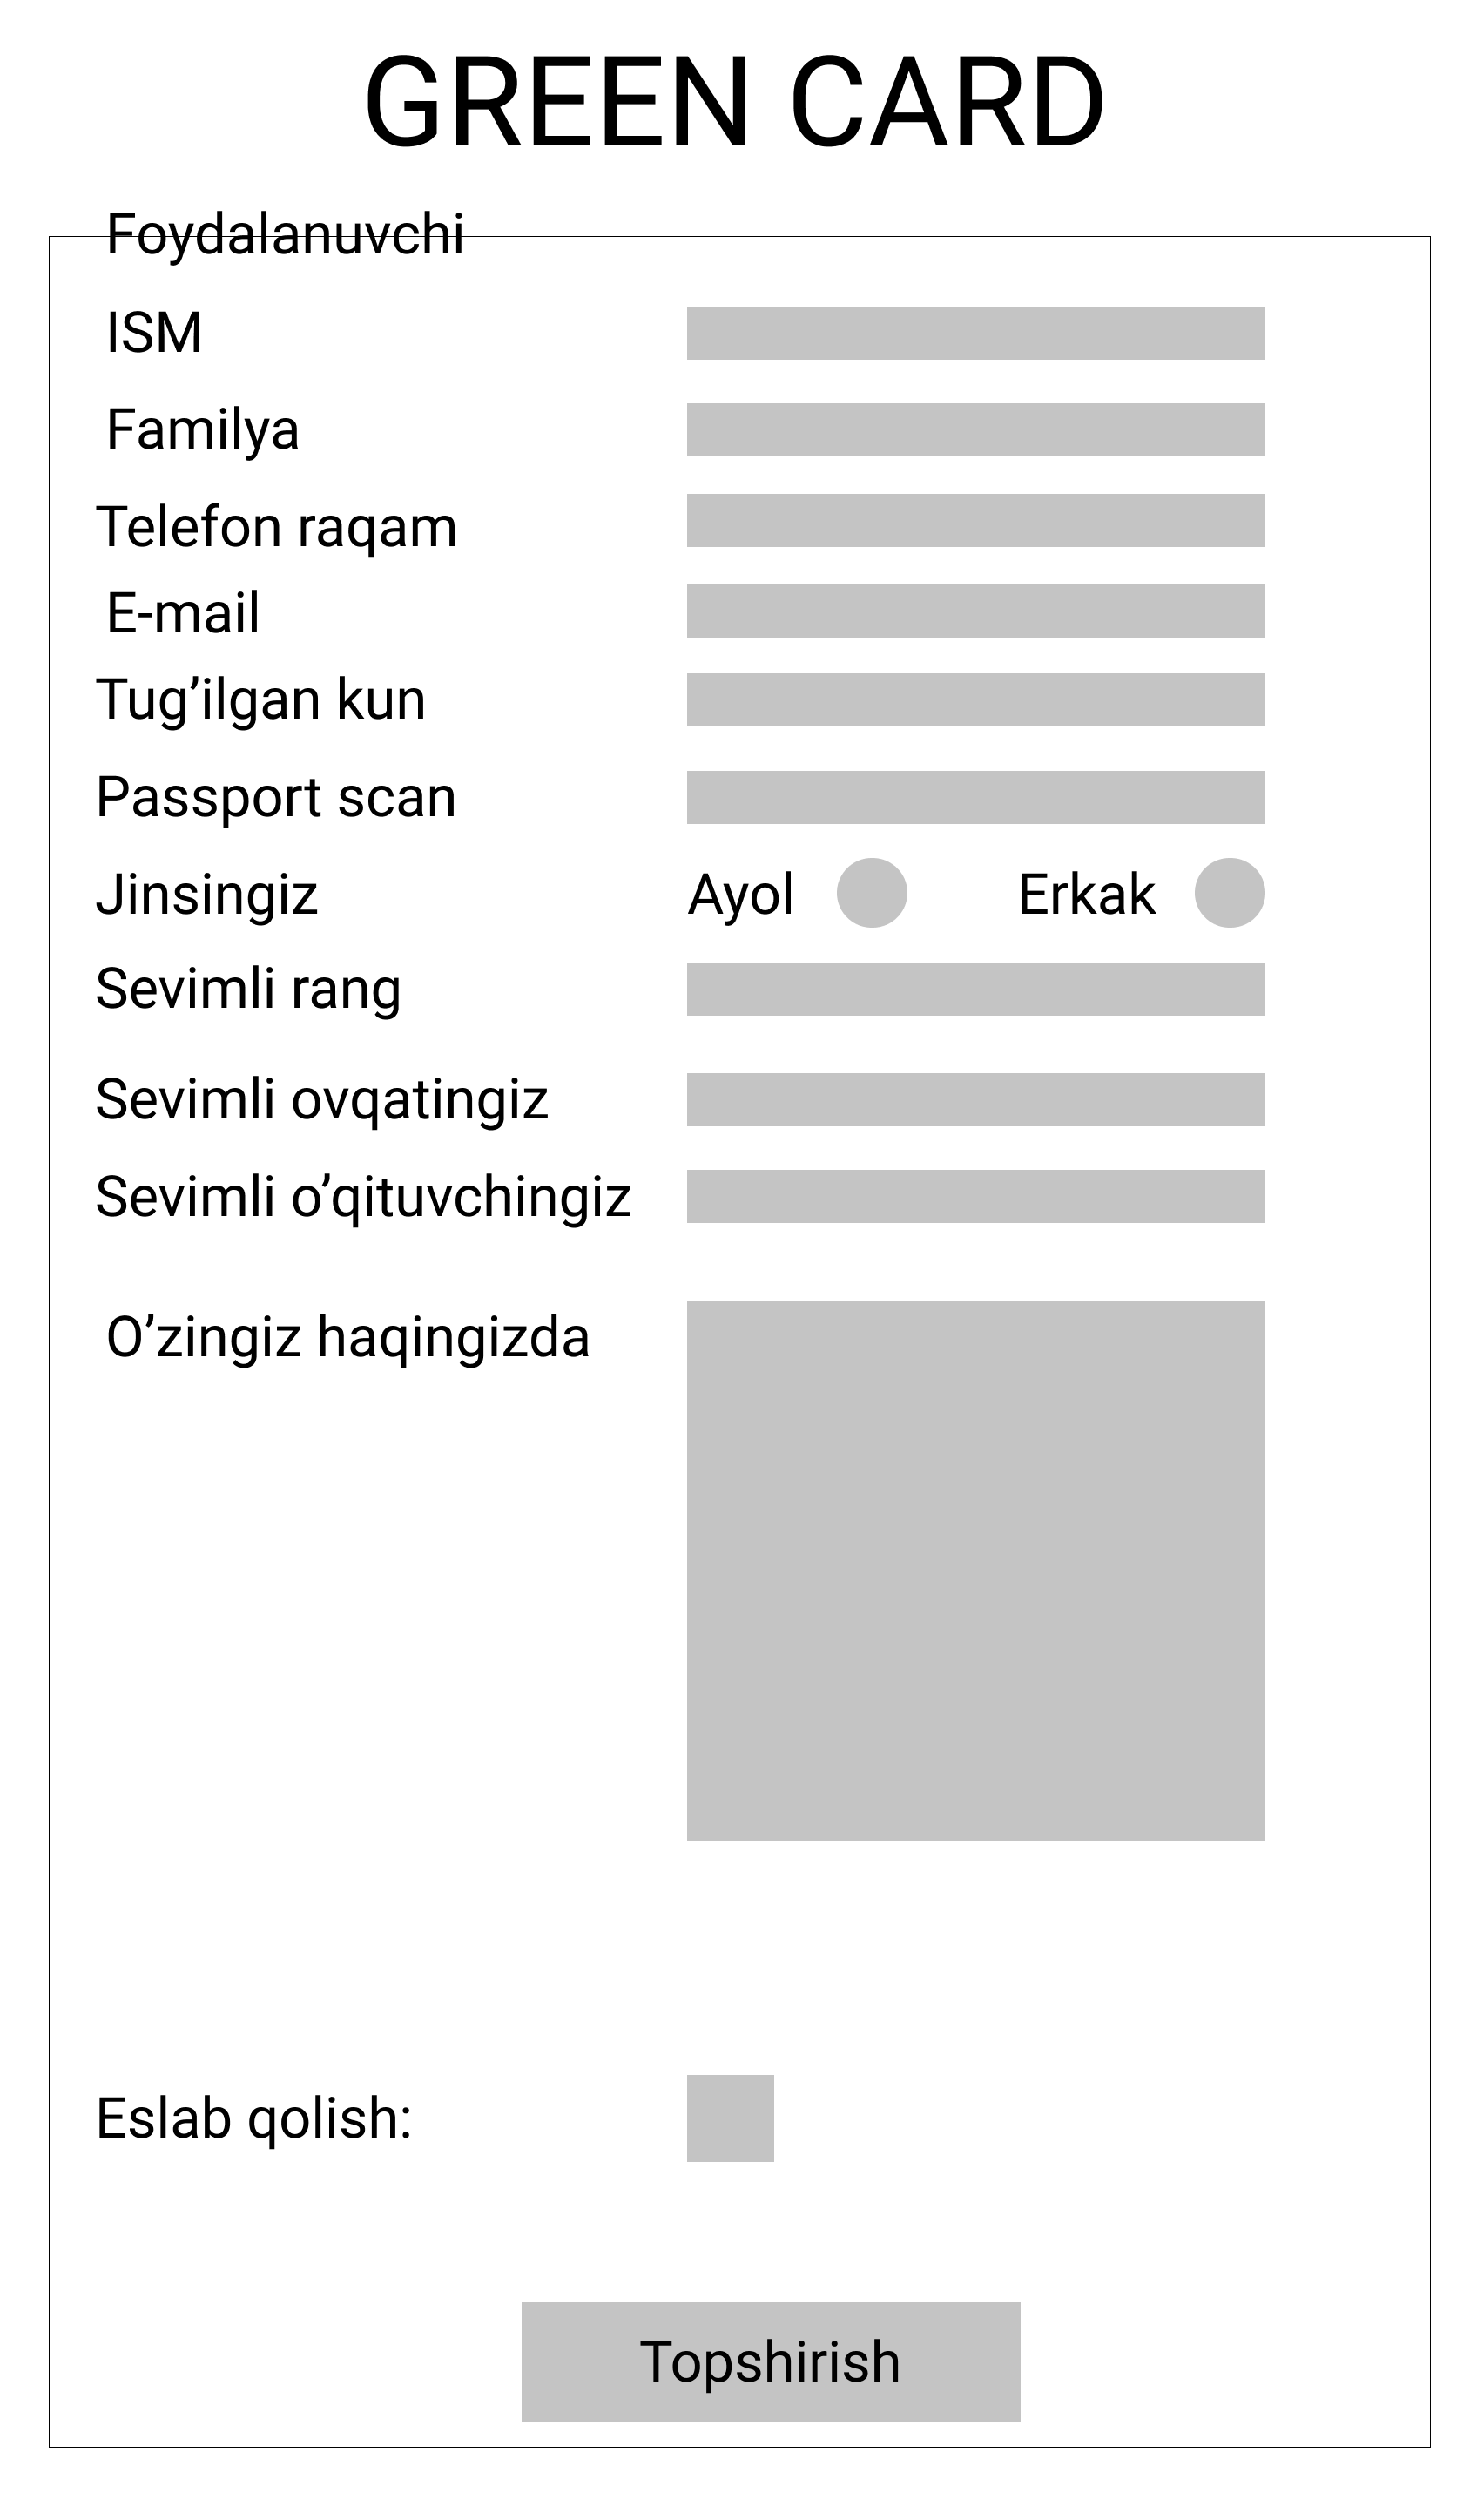 GREEN CARD
Foydalanuvchi
ISM
Familya
Telefon raqam
E-mail
Tug’ilgan kun
Passport scan
Jinsingiz Ayol Erkak
Sevimli rang
Sevimli ovqatingiz
Sevimli o’qituvchingiz
O’zingiz haqingizda
Eslab qolish:
Topshirish